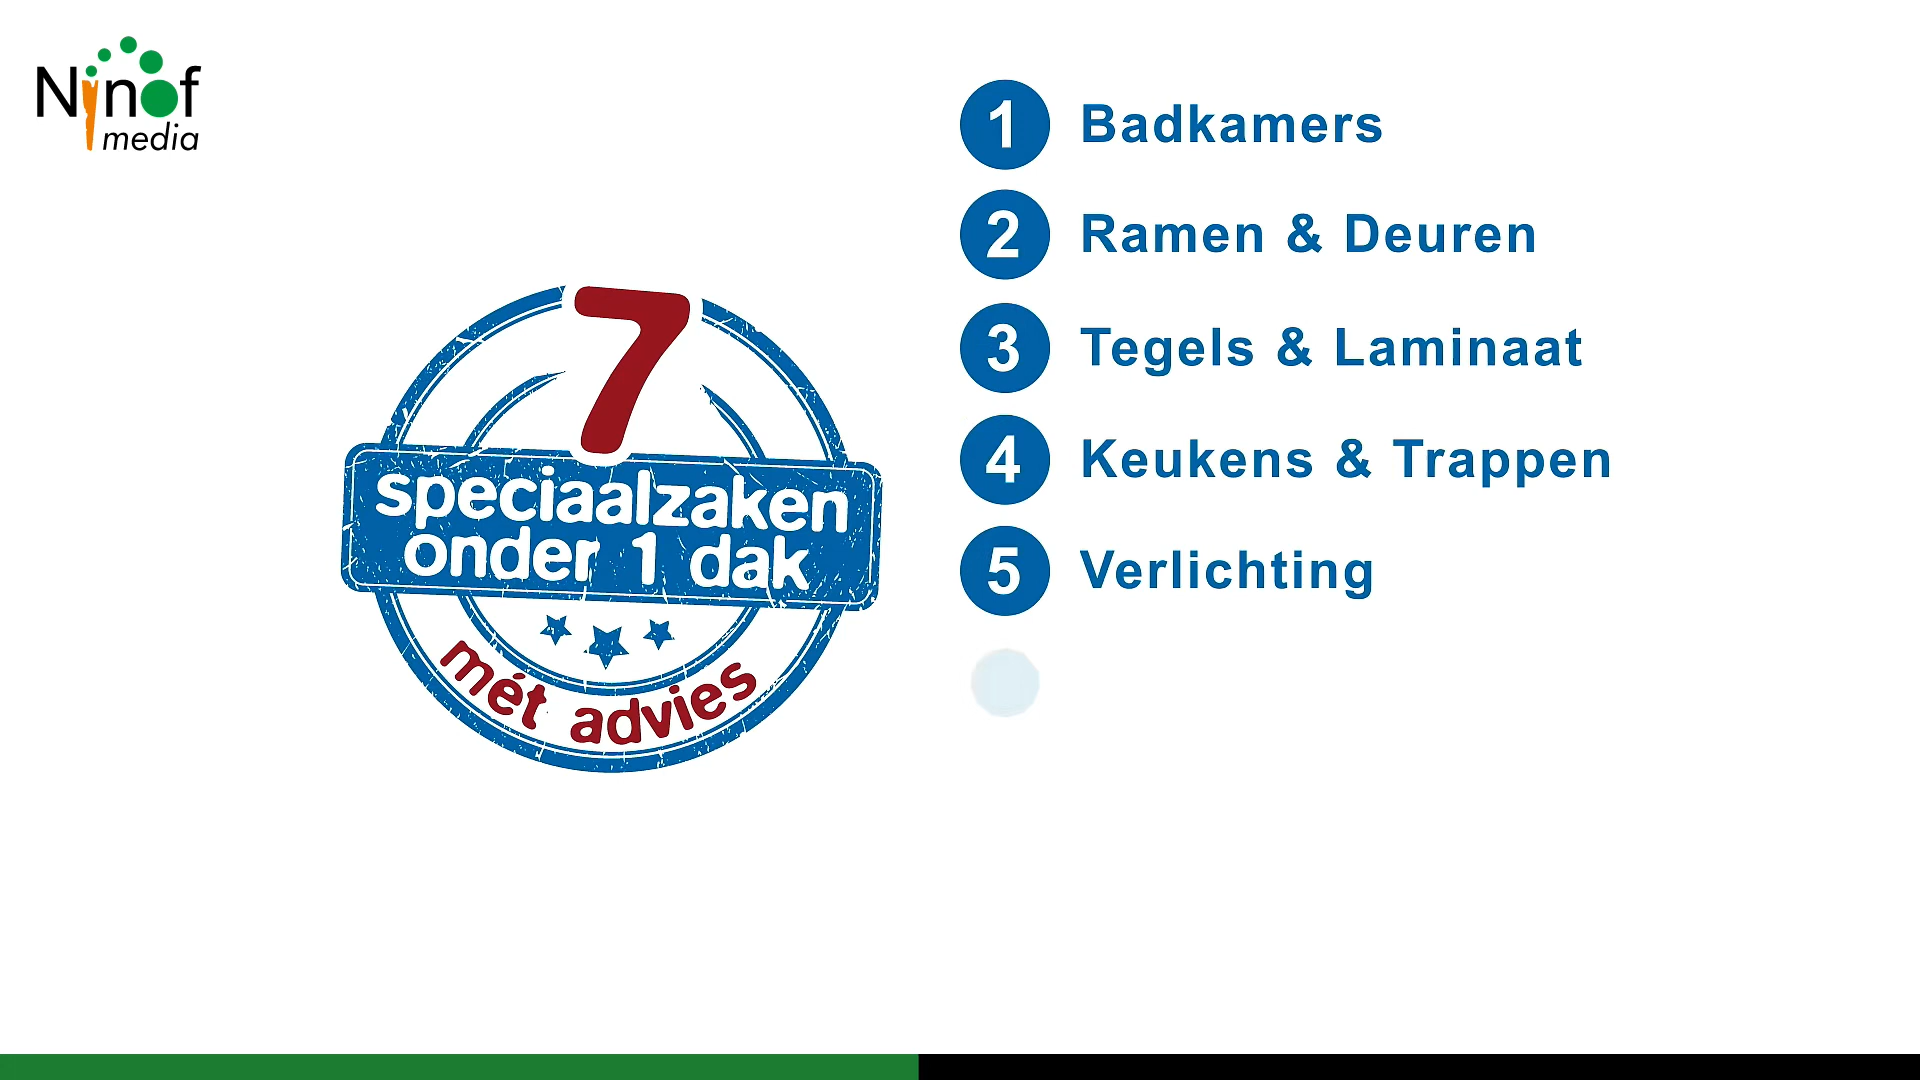 Ninof
media
7
speciaalzaken
onder 1 dak
mét advies
1 Badkamers
2 Ramen & Deuren
3 Tegels & Laminaat
4 Keukens & Trappen
5 Verlichting